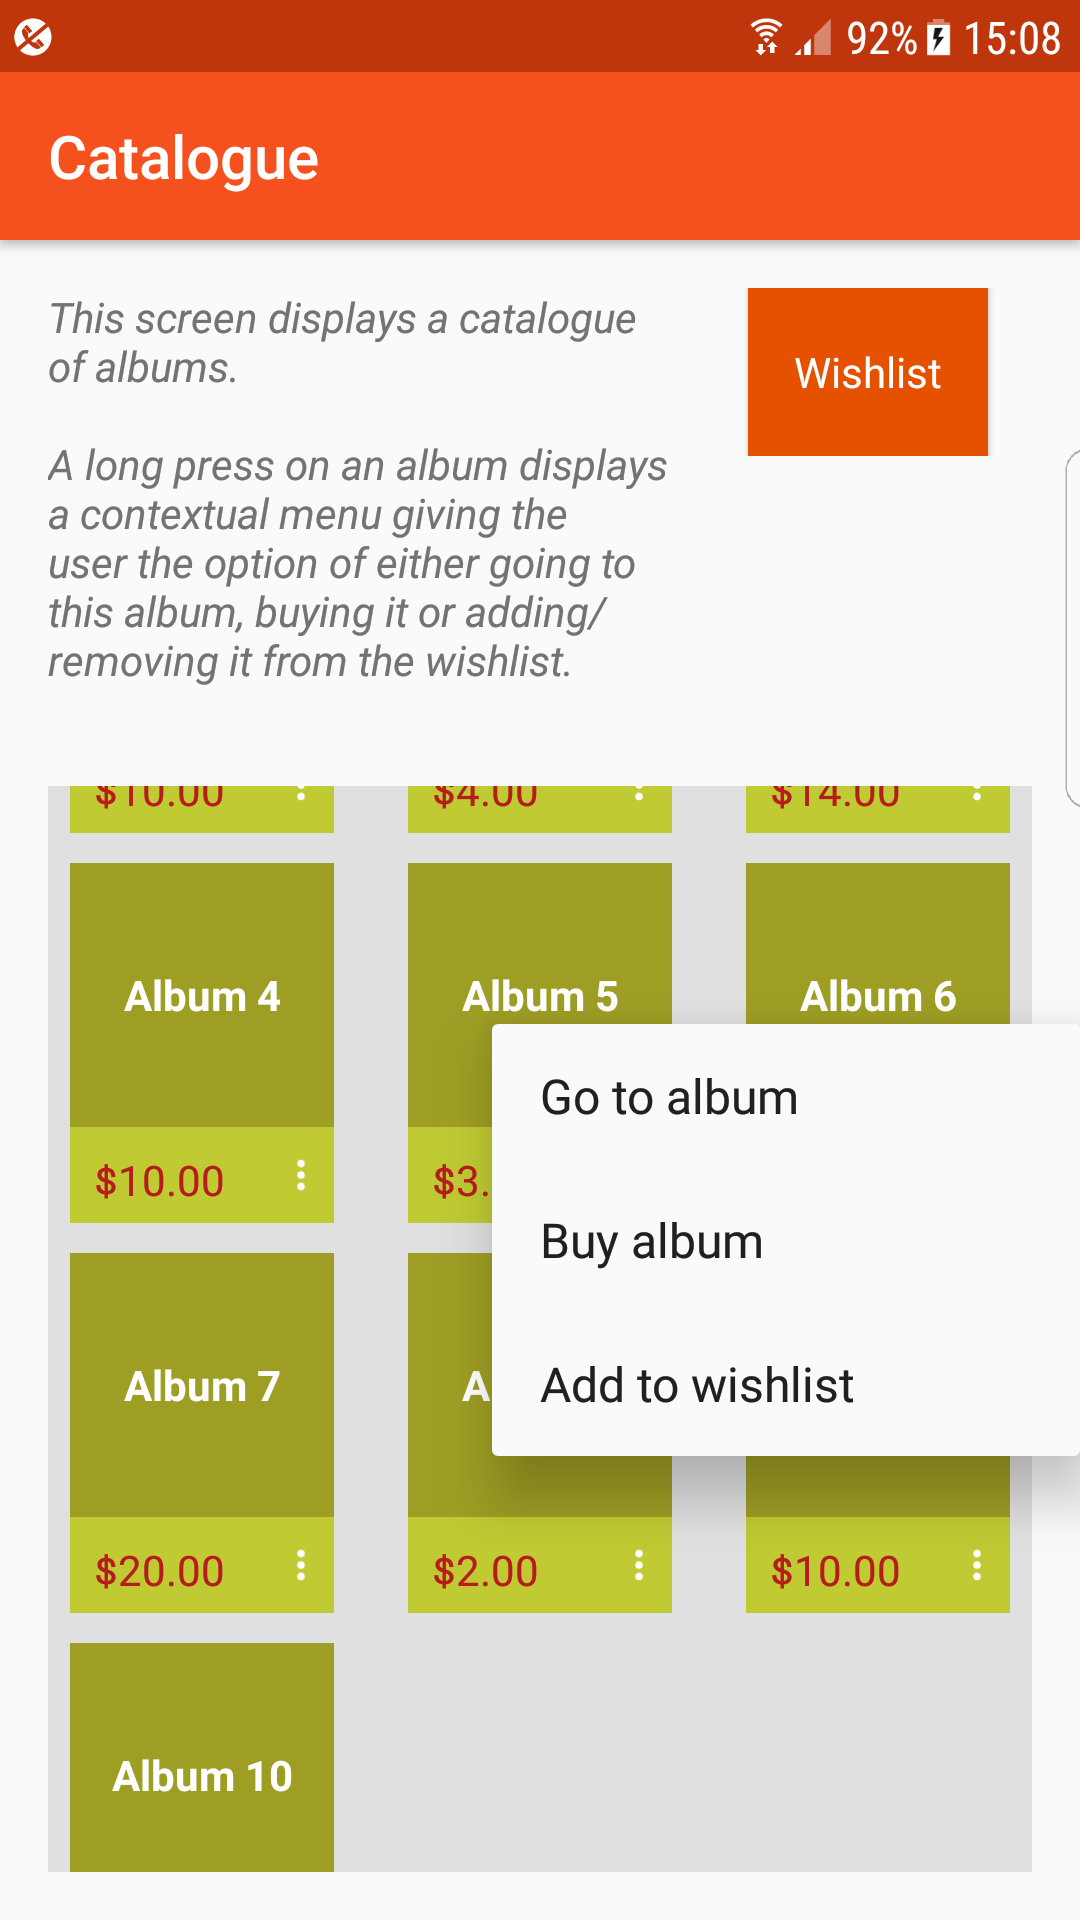 92% 15:08
Catalogue
This screen displays a catalogue
of albums.
Wishlist
A long press on an album displays
a contextual menu giving the
user the option of either going to
this album, buying it or adding/
removing it from the wishlist.
$10.00 $4.00 $14.00
Album 4 Album 5 Album 6
Go to album
$10.00 $3.
Buy album
Album 7 A
Add to wishlist
$20.00 $2.00 $10.00
Album 10